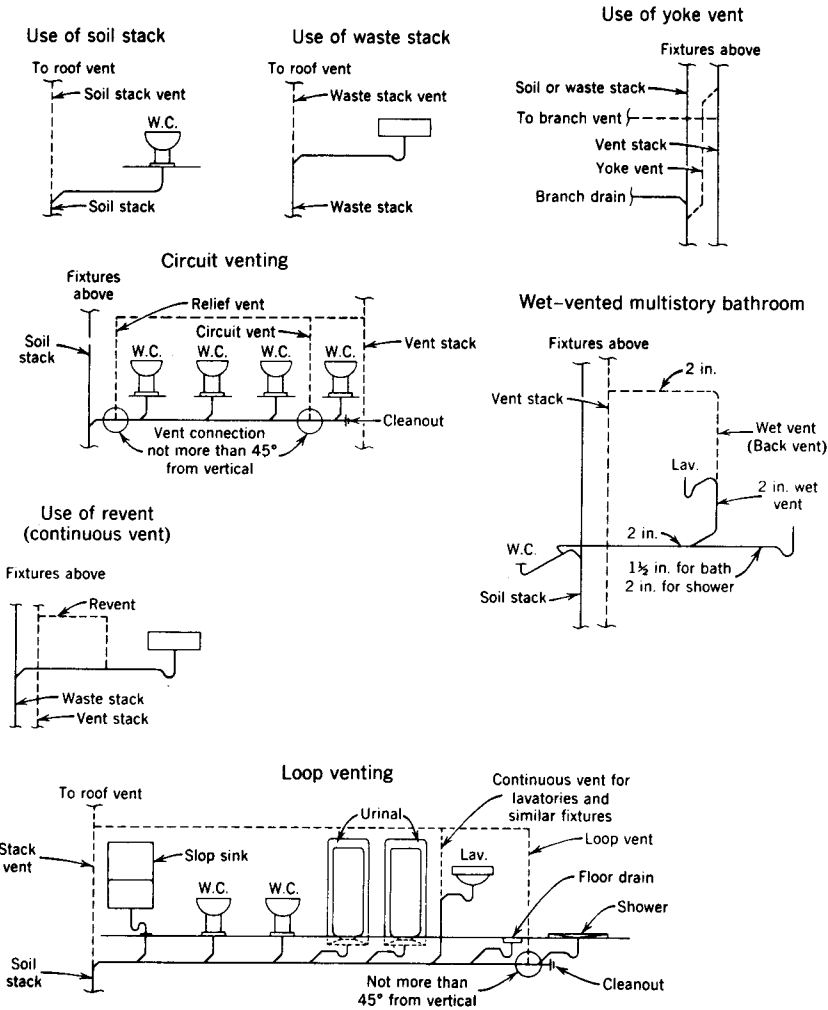 Use of soil stack
To roof vent
Soil stack vent
W.C.
Soil stack
Use of waste stack
To roof vent
Waste stack vent
Waste stack
Use of yoke vent
Fixtures above
Soil or waste stack
To branch vent
Vent stack
Yoke vent
Branch drain
Circuit venting
Fixtures
above
Relief vent
Circuit vent
Soil
stack
W.C.
W.C.
W.C.
W.C.
Vent stack
Cleanout
Vent connection
not more than 45°
from vertical
Wet-vented multistory bathroom
Fixtures above
2 in.
Vent stack
Wet vent
(Back vent)
Lav.
2 in. wet
vent
2 in.
W.C.
1½ in. for bath
2 in. for shower
Soil stack
Use of revent
(continuous vent)
Fixtures above
Revent
Waste stack
Vent stack
Loop venting
To roof vent
Continuous vent for
lavatories and
similar fixtures
Urinal
Loop vent
Stack
vent
Slop sink
Lav.
W.C.
W.C.
Floor drain
Shower
Soil
stack
Not more than
45° from vertical
Cleanout